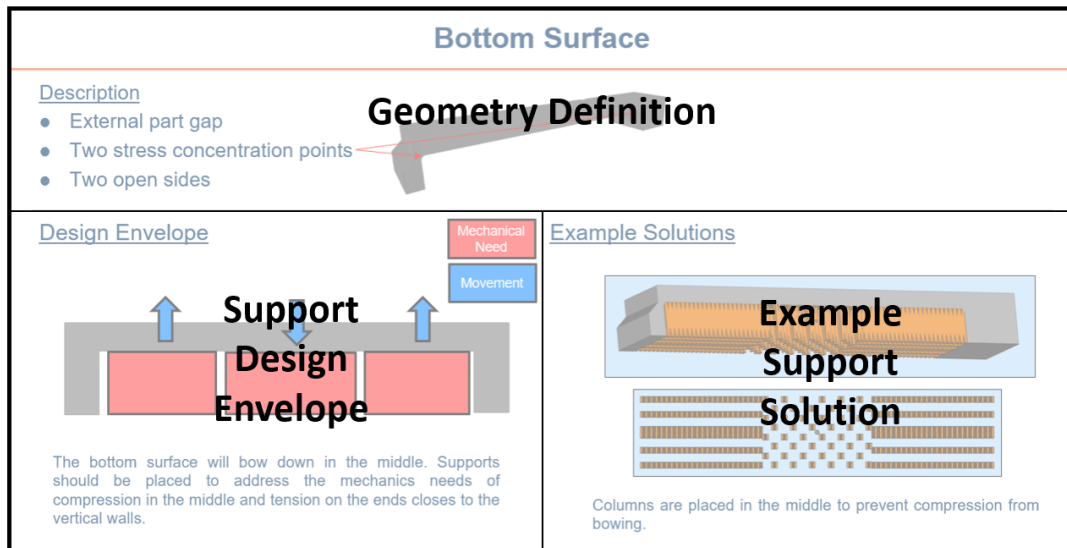 Bottom Surface
Description
Geometry Definition
● External part gap
● Two stress concentration points
● Two open sides
Design Envelope
Mechanical
Need
Movement
Support
Design
Envelope
The bottom surface will bow down in the middle. Supports
should be placed to address the mechanics needs of
compression in the middle and tension on the ends closes to the
vertical walls.
Example Solutions
Example
Support
Solution
Columns are placed in the middle to prevent compression from
bowing.